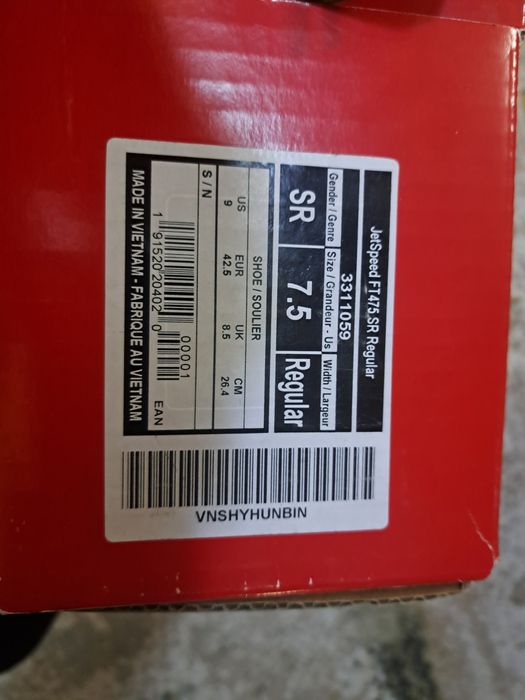 JetSpeed FT475 SR Regular
3311059
Gender / Genre
Size / Grandeur - Us
Width / Largeur
SR
7.5
Regular
SHOE / SOULIER
US
EUR
UK
CM
9
42.5
8.5
26.4
S / N
00001
1 91520 20402 0
EAN
MADE IN VIETNAM - FABRIQUE AU VIETNAM
VNSHYHUNBIN